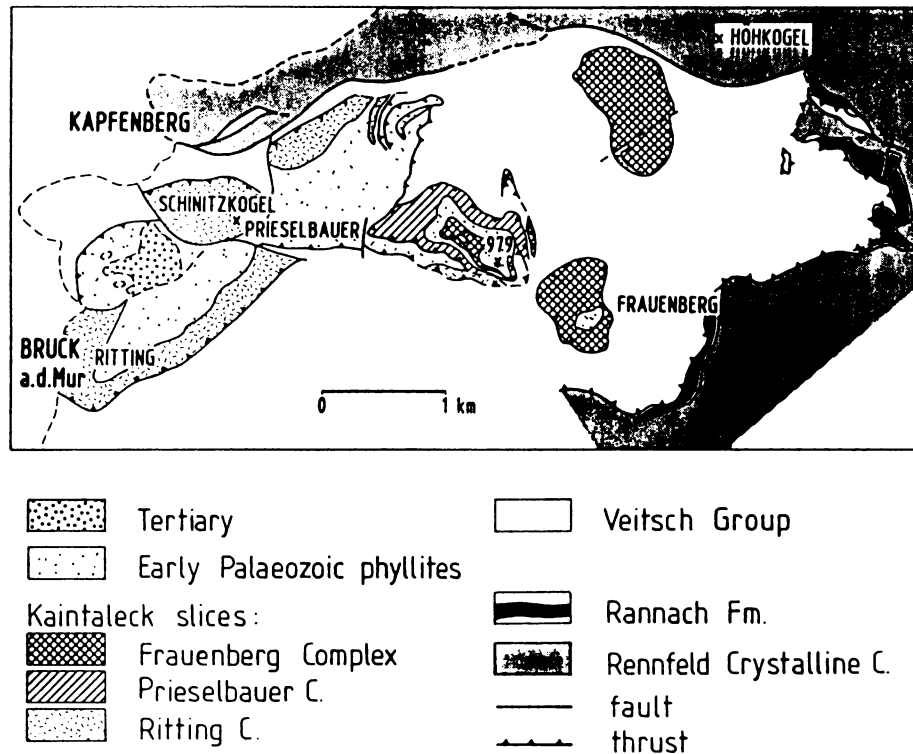 × HOHKOGEL
KAPFENBERG
SCHINITZKOGEL
×
PRIESELBAUER
979
×
FRAUENBERG
BRUCK
a.d.Mur
RITTING
0 1 km
Tertiary
Early Palaeozoic phyllites
Kaintaleck slices:
Frauenberg Complex
Prieselbauer C.
Ritting C.
Veitsch Group
Rannach Fm.
Rennfeld Crystalline C.
fault
thrust